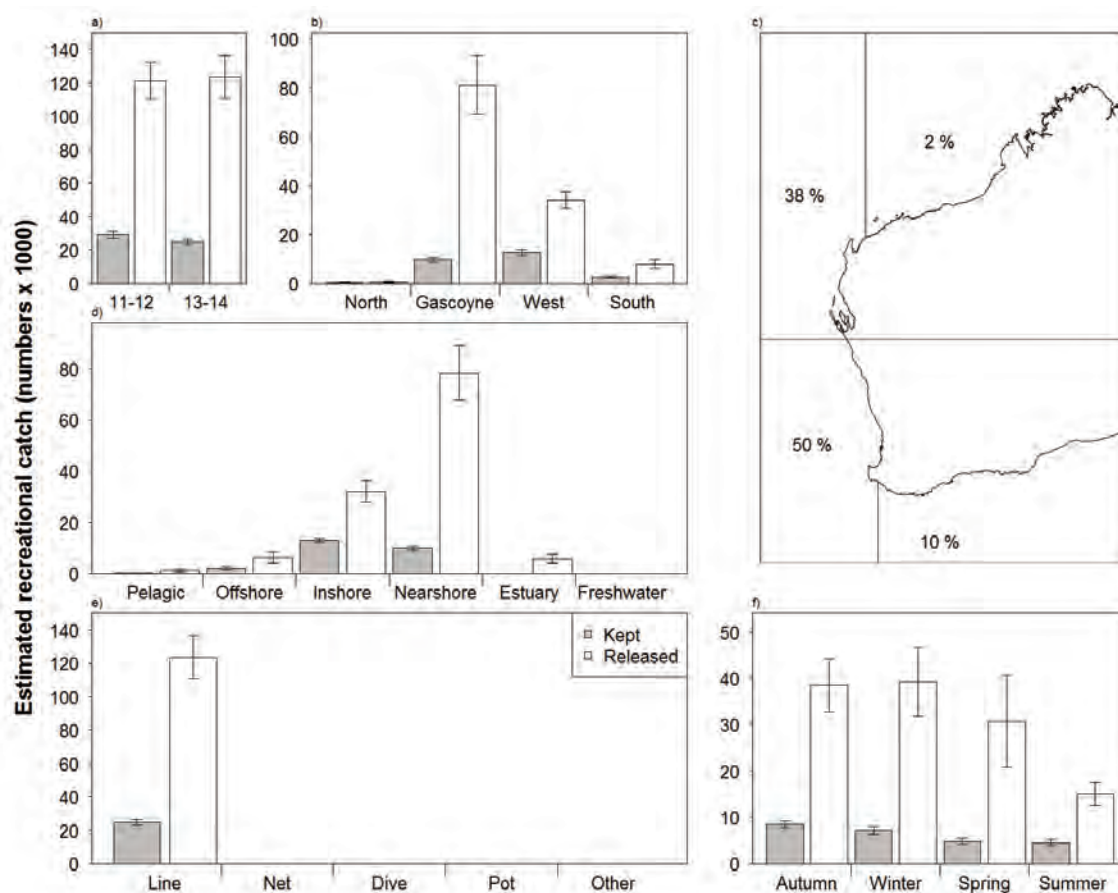 Estimated recreational catch (numbers x 1000)
a)
140
120
100
80
60
40
20
0
11-12 13-14
b)
100
80
60
40
20
0
North Gascoyne West South
c)
2 %
38 %
50 %
10 %
d)
80
60
40
20
0
Pelagic Offshore Inshore Nearshore Estuary Freshwater
e)
140
120
100
80
60
40
20
0
Kept
Released
Line Net Dive Pot Other
f)
50
40
30
20
10
0
Autumn Winter Spring Summer